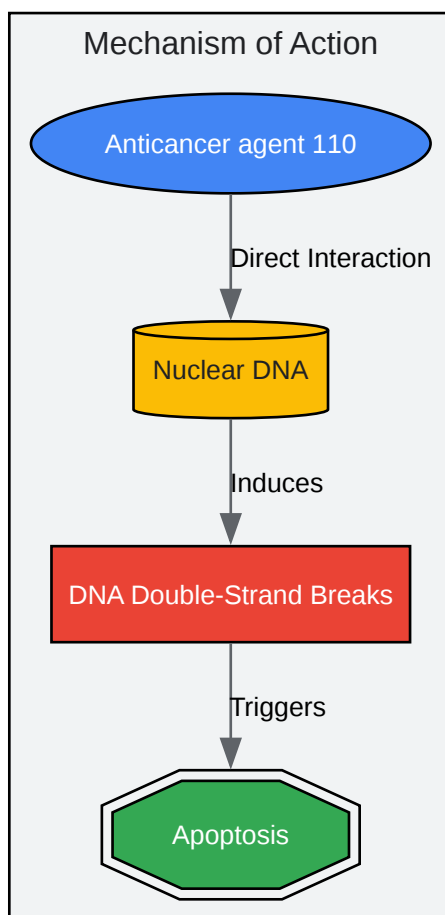 Mechanism of Action
Anticancer agent 110
Direct Interaction
Nuclear DNA
Induces
DNA Double-Strand Breaks
Triggers
Apoptosis